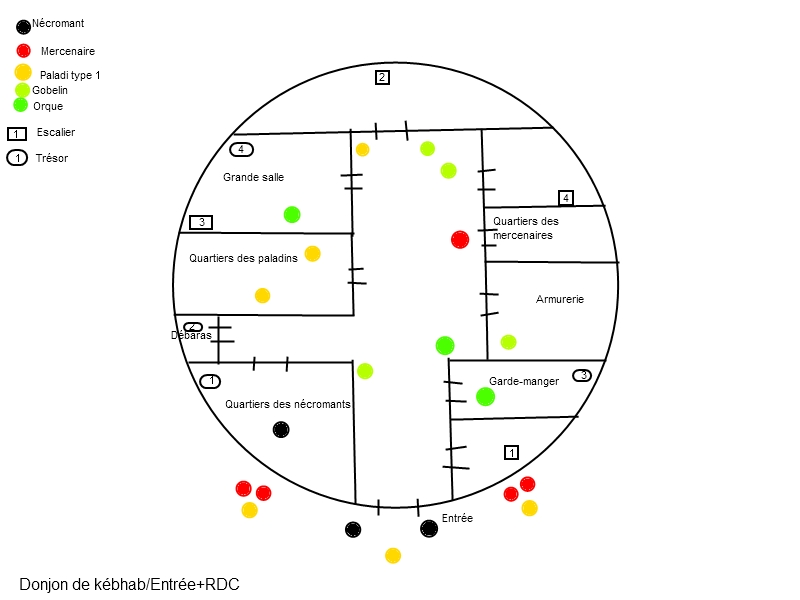 Nécromant
Mercenaire
Paladi type 1
Gobelin
Orque
1 Escalier
1 Trésor
2
4
Grande salle
3
4
Quartiers des
mercenaires
Quartiers des paladins
Armurerie
2
Débaras
1
Garde-manger
3
Quartiers des nécromants
1
Entrée
Donjon de kébhab/Entrée+RDC